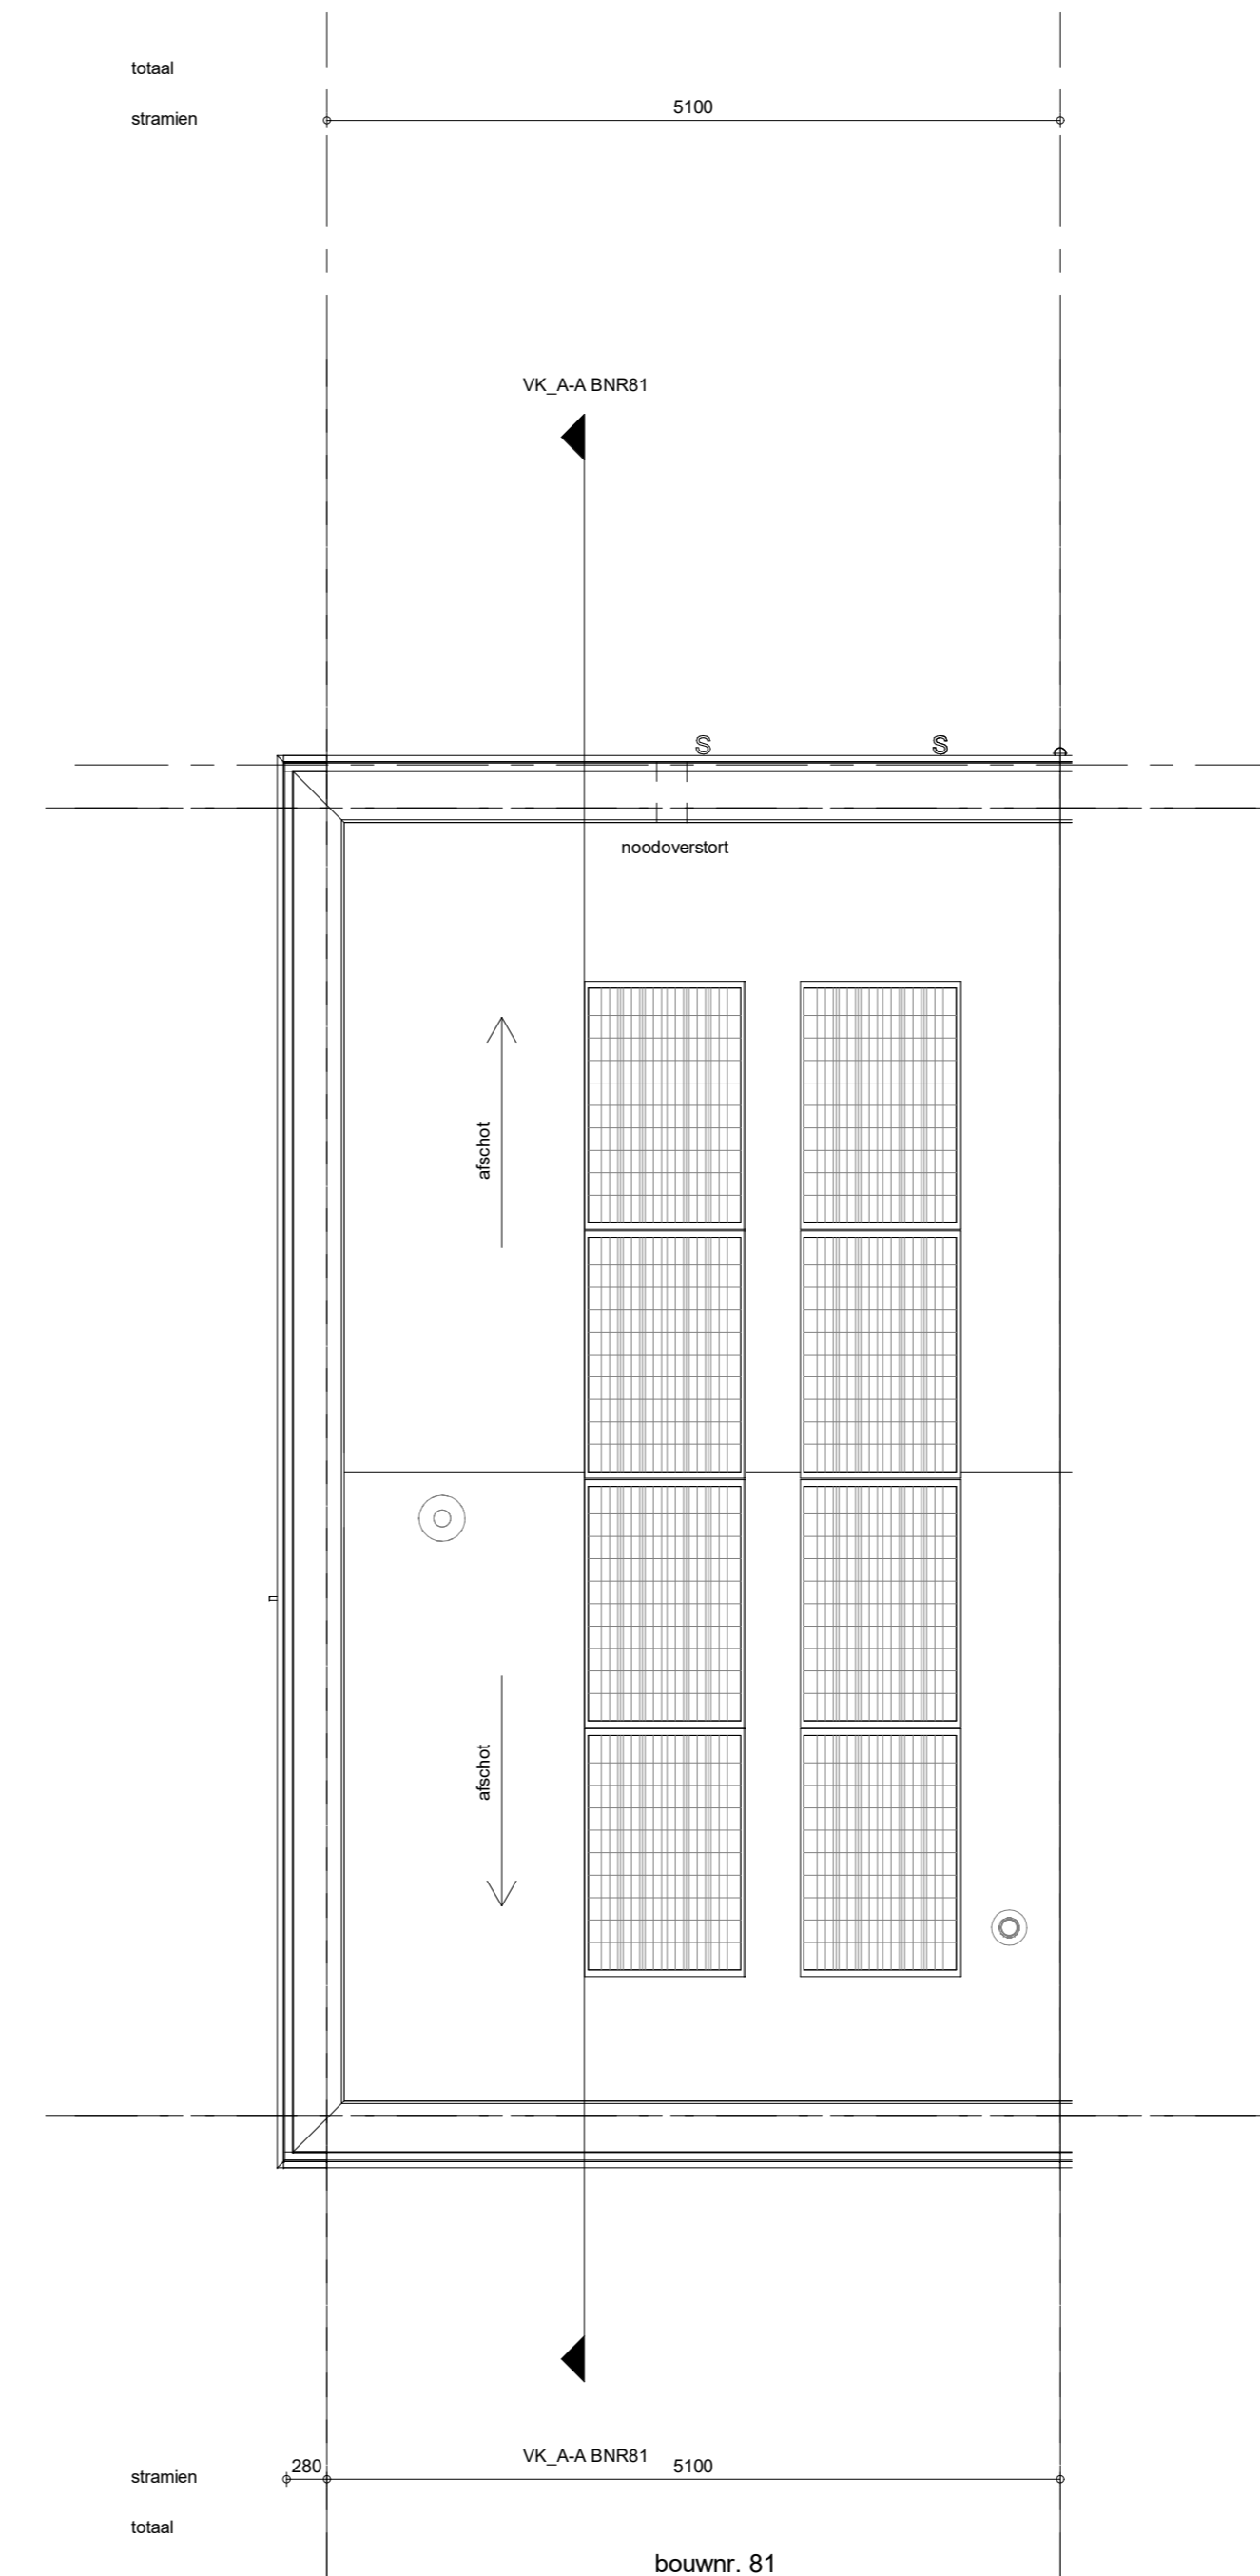 totaal
stramien
5100
VK_A-A BNR81
S
S
noodoverstort
afschot
afschot
VK_A-A BNR81
280
5100
stramien
totaal
bouwnr. 81